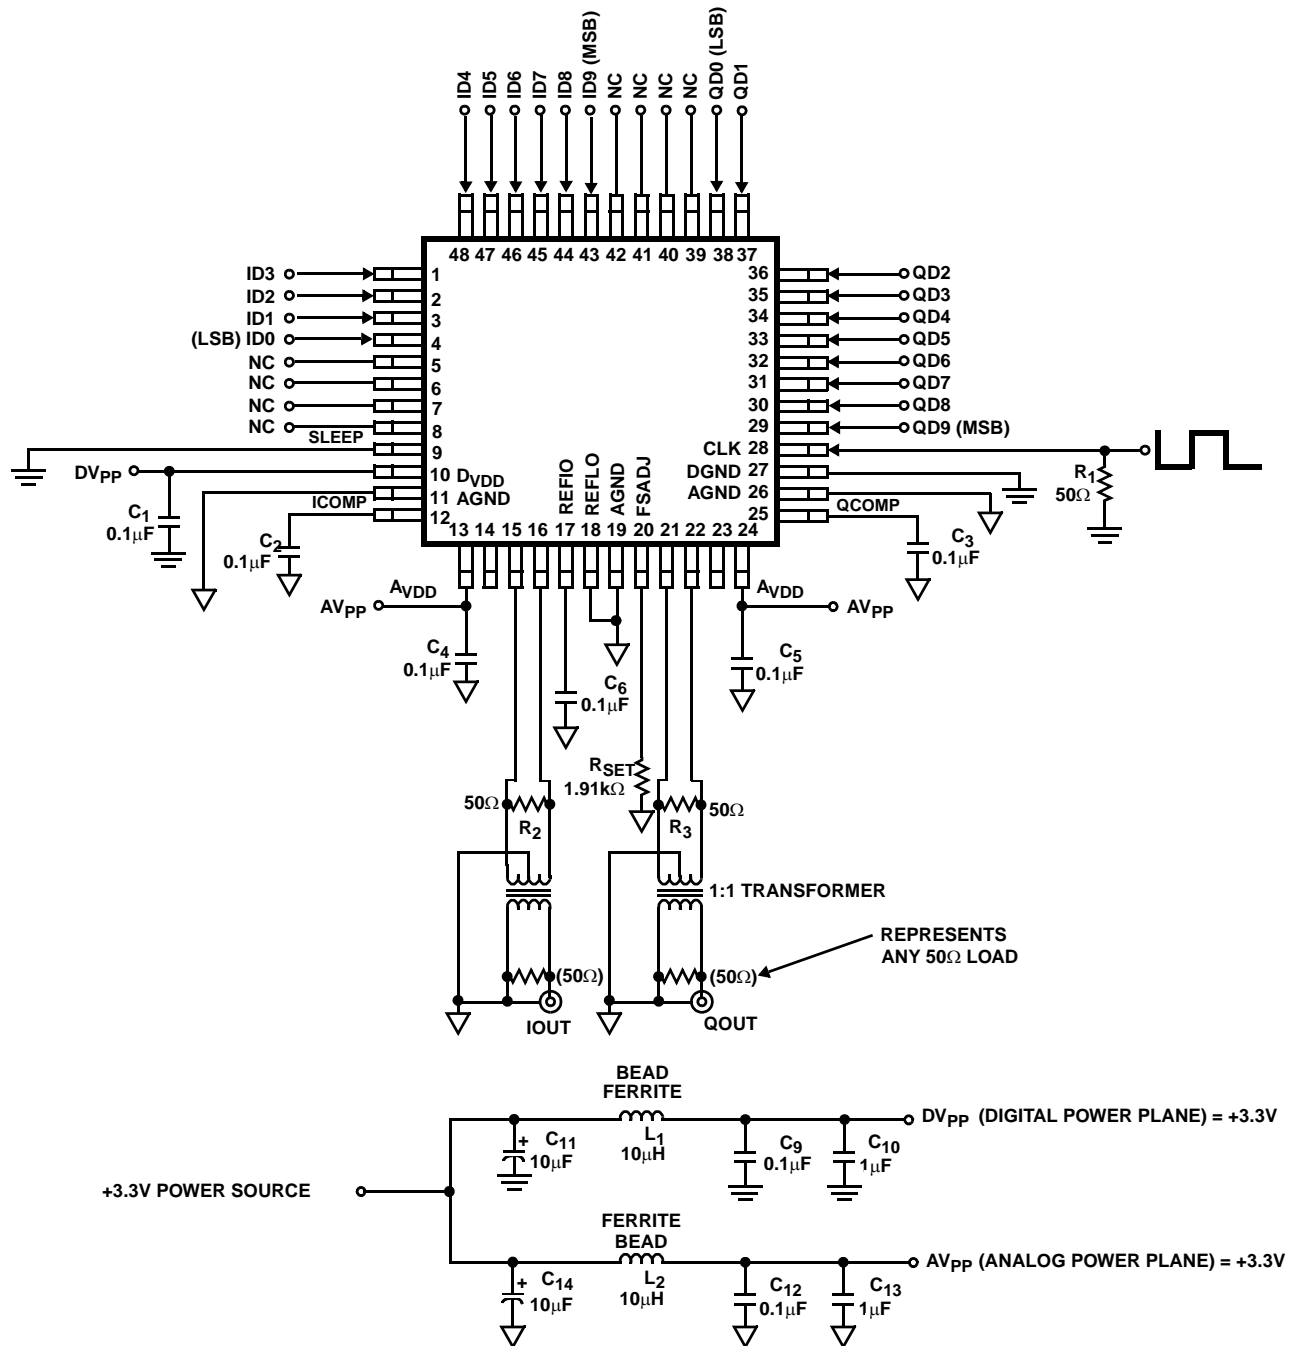 ID4
ID5
ID6
ID7
ID8
ID9 (MSB)
NC
NC
NC
NC
QD0 (LSB)
QD1
48 47 46 45 44 43 42 41 40 39 38 37
ID3
1
ID2
2
ID1
3
(LSB) ID0
4
NC
5
NC
6
NC
7
NC
8
SLEEP
9
DVPP
10 DVDD
11 AGND
ICOMP
12
36
QD2
35
QD3
34
QD4
33
QD5
32
QD6
31
QD7
30
QD8
29
QD9 (MSB)
CLK 28
DGND 27
AGND 26
25
QCOMP
R1
50Ω
REFIO
REFLO
AGND
FSADJ
13 14 15 16 17 18 19 20 21 22 23 24
C1
0.1μF
C2
0.1μF
C3
0.1μF
AVDD
AVPP
C4
0.1μF
AVDD
AVPP
C5
0.1μF
C6
0.1μF
RSET
1.91kΩ
50Ω
R2
R3
50Ω
1:1 TRANSFORMER
REPRESENTS
ANY 50Ω LOAD
(50Ω)
(50Ω)
IOUT
QOUT
BEAD
FERRITE
+
C11
10μF
L1
10μH
C9
0.1μF
C10
1μF
DVPP (DIGITAL POWER PLANE) = +3.3V
+3.3V POWER SOURCE
FERRITE
BEAD
+
C14
10μF
L2
10μH
C12
0.1μF
C13
1μF
AVPP (ANALOG POWER PLANE) = +3.3V